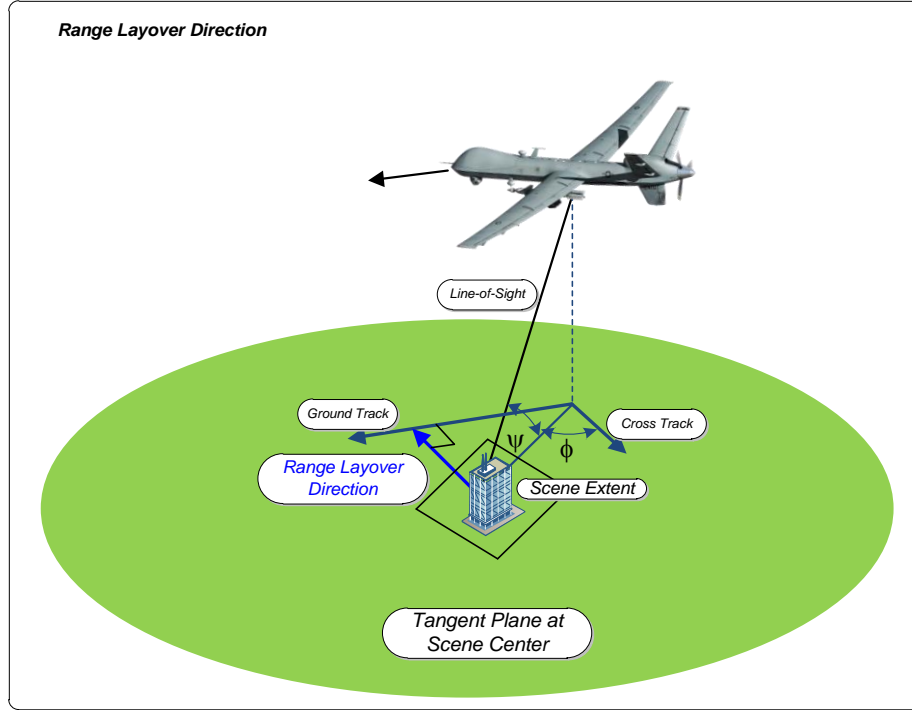 Range Layover Direction
Line-of-Sight
Ground Track
Cross Track
ψ
ϕ
Range Layover
Direction
Scene Extent
Tangent Plane at
Scene Center